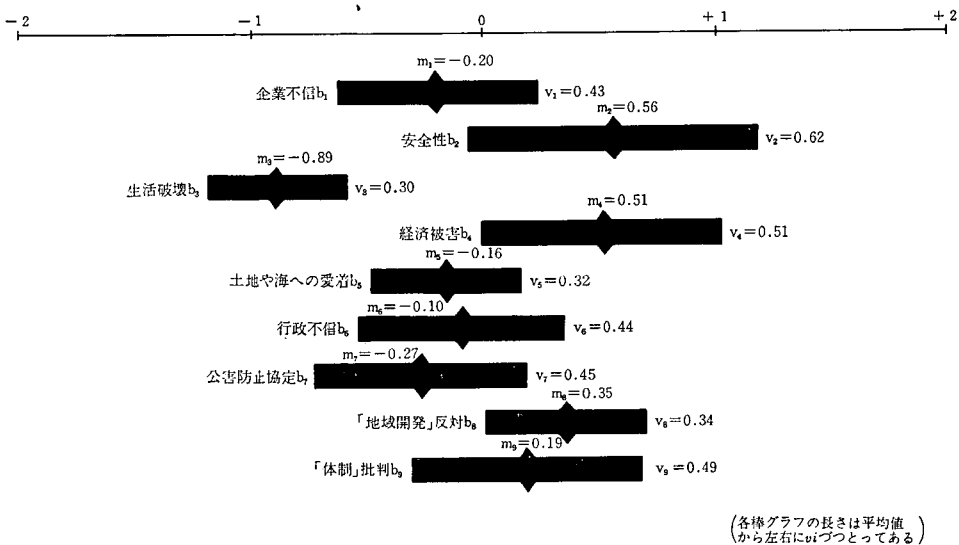 −2 −1 0 +1 +2
m₁=−0.20
企業不信b₁ v₁=0.43
m₂=0.56
安全性b₂ v₂=0.62
m₃=−0.89
生活破壊b₃ v₃=0.30
m₄=0.51
経済被害b₄ v₄=0.51
m₅=−0.16
土地や海への愛着b₅ v₅=0.32
m₆=−0.10
行政不信b₆ v₆=0.44
m₇=−0.27
公害防止協定b₇ v₇=0.45
m₈=0.35
「地域開発」反対b₈ v₈=0.34
m₉=0.19
「体制」批判b₉ v₉=0.49
(各棒グラフの長さは平均値
から左右にviづつとってある)